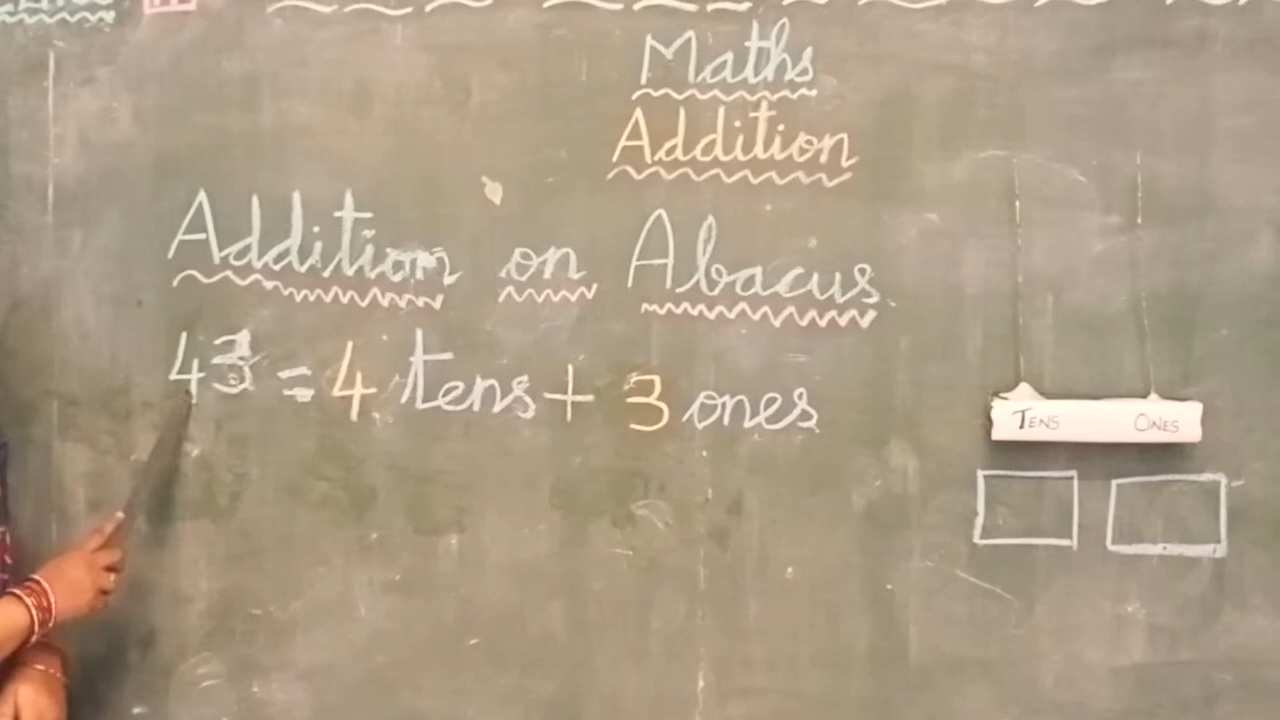 Maths
Addition
Addition on Abacus
43 = 4 tens + 3 ones
TENS ONES